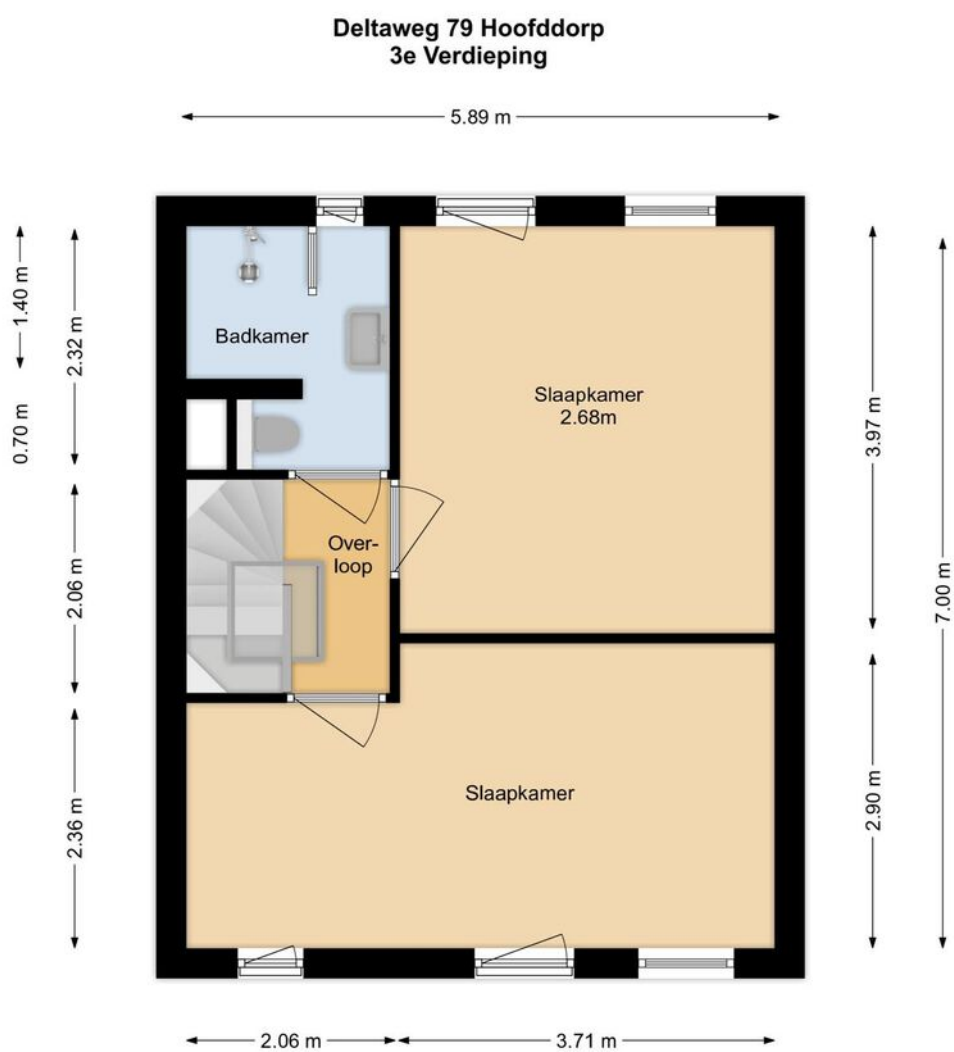 Deltaweg 79 Hoofddorp
3e Verdieping
5.89 m
1.40 m
2.32 m
0.70 m
Badkamer
Slaapkamer
2.68m
3.97 m
Over-
loop
2.06 m
7.00 m
Slaapkamer
2.36 m
2.90 m
2.06 m
3.71 m